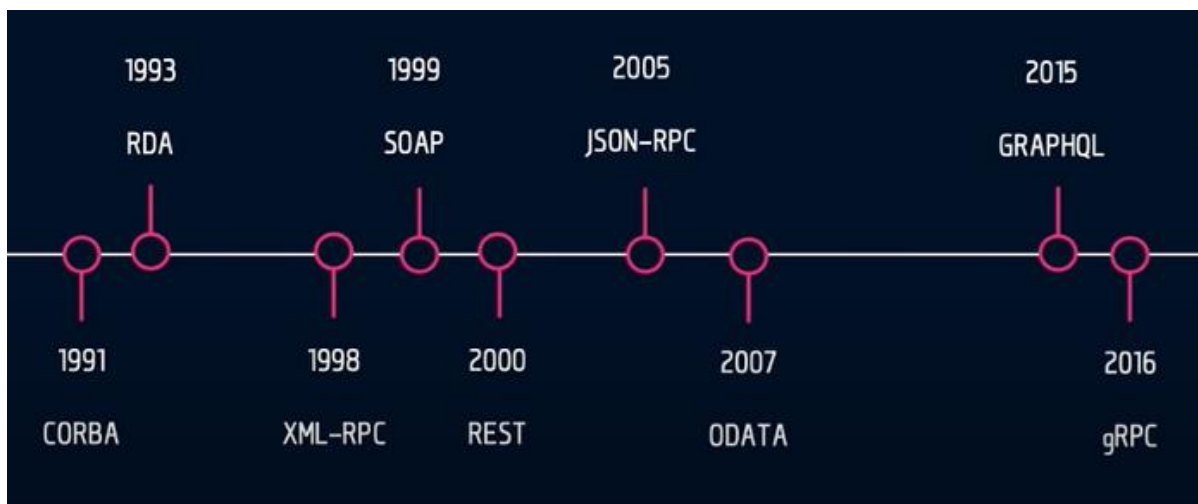 1993
RDA
1999
SOAP
2005
JSON-RPC
2015
GRAPHQL
1991
CORBA
1998
XML-RPC
2000
REST
2007
ODATA
2016
gRPC